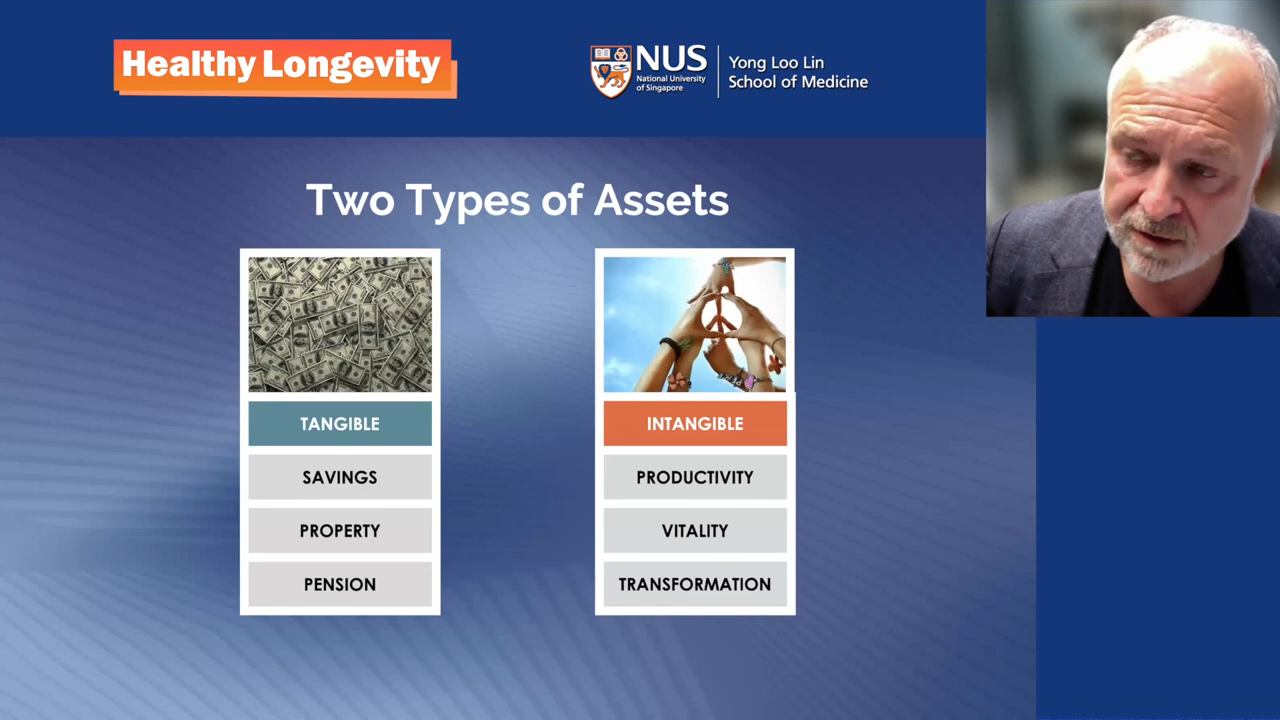 Healthy Longevity
NUS
National University
of Singapore
Yong Loo Lin
School of Medicine
Two Types of Assets
TANGIBLE
SAVINGS
PROPERTY
PENSION
INTANGIBLE
PRODUCTIVITY
VITALITY
TRANSFORMATION